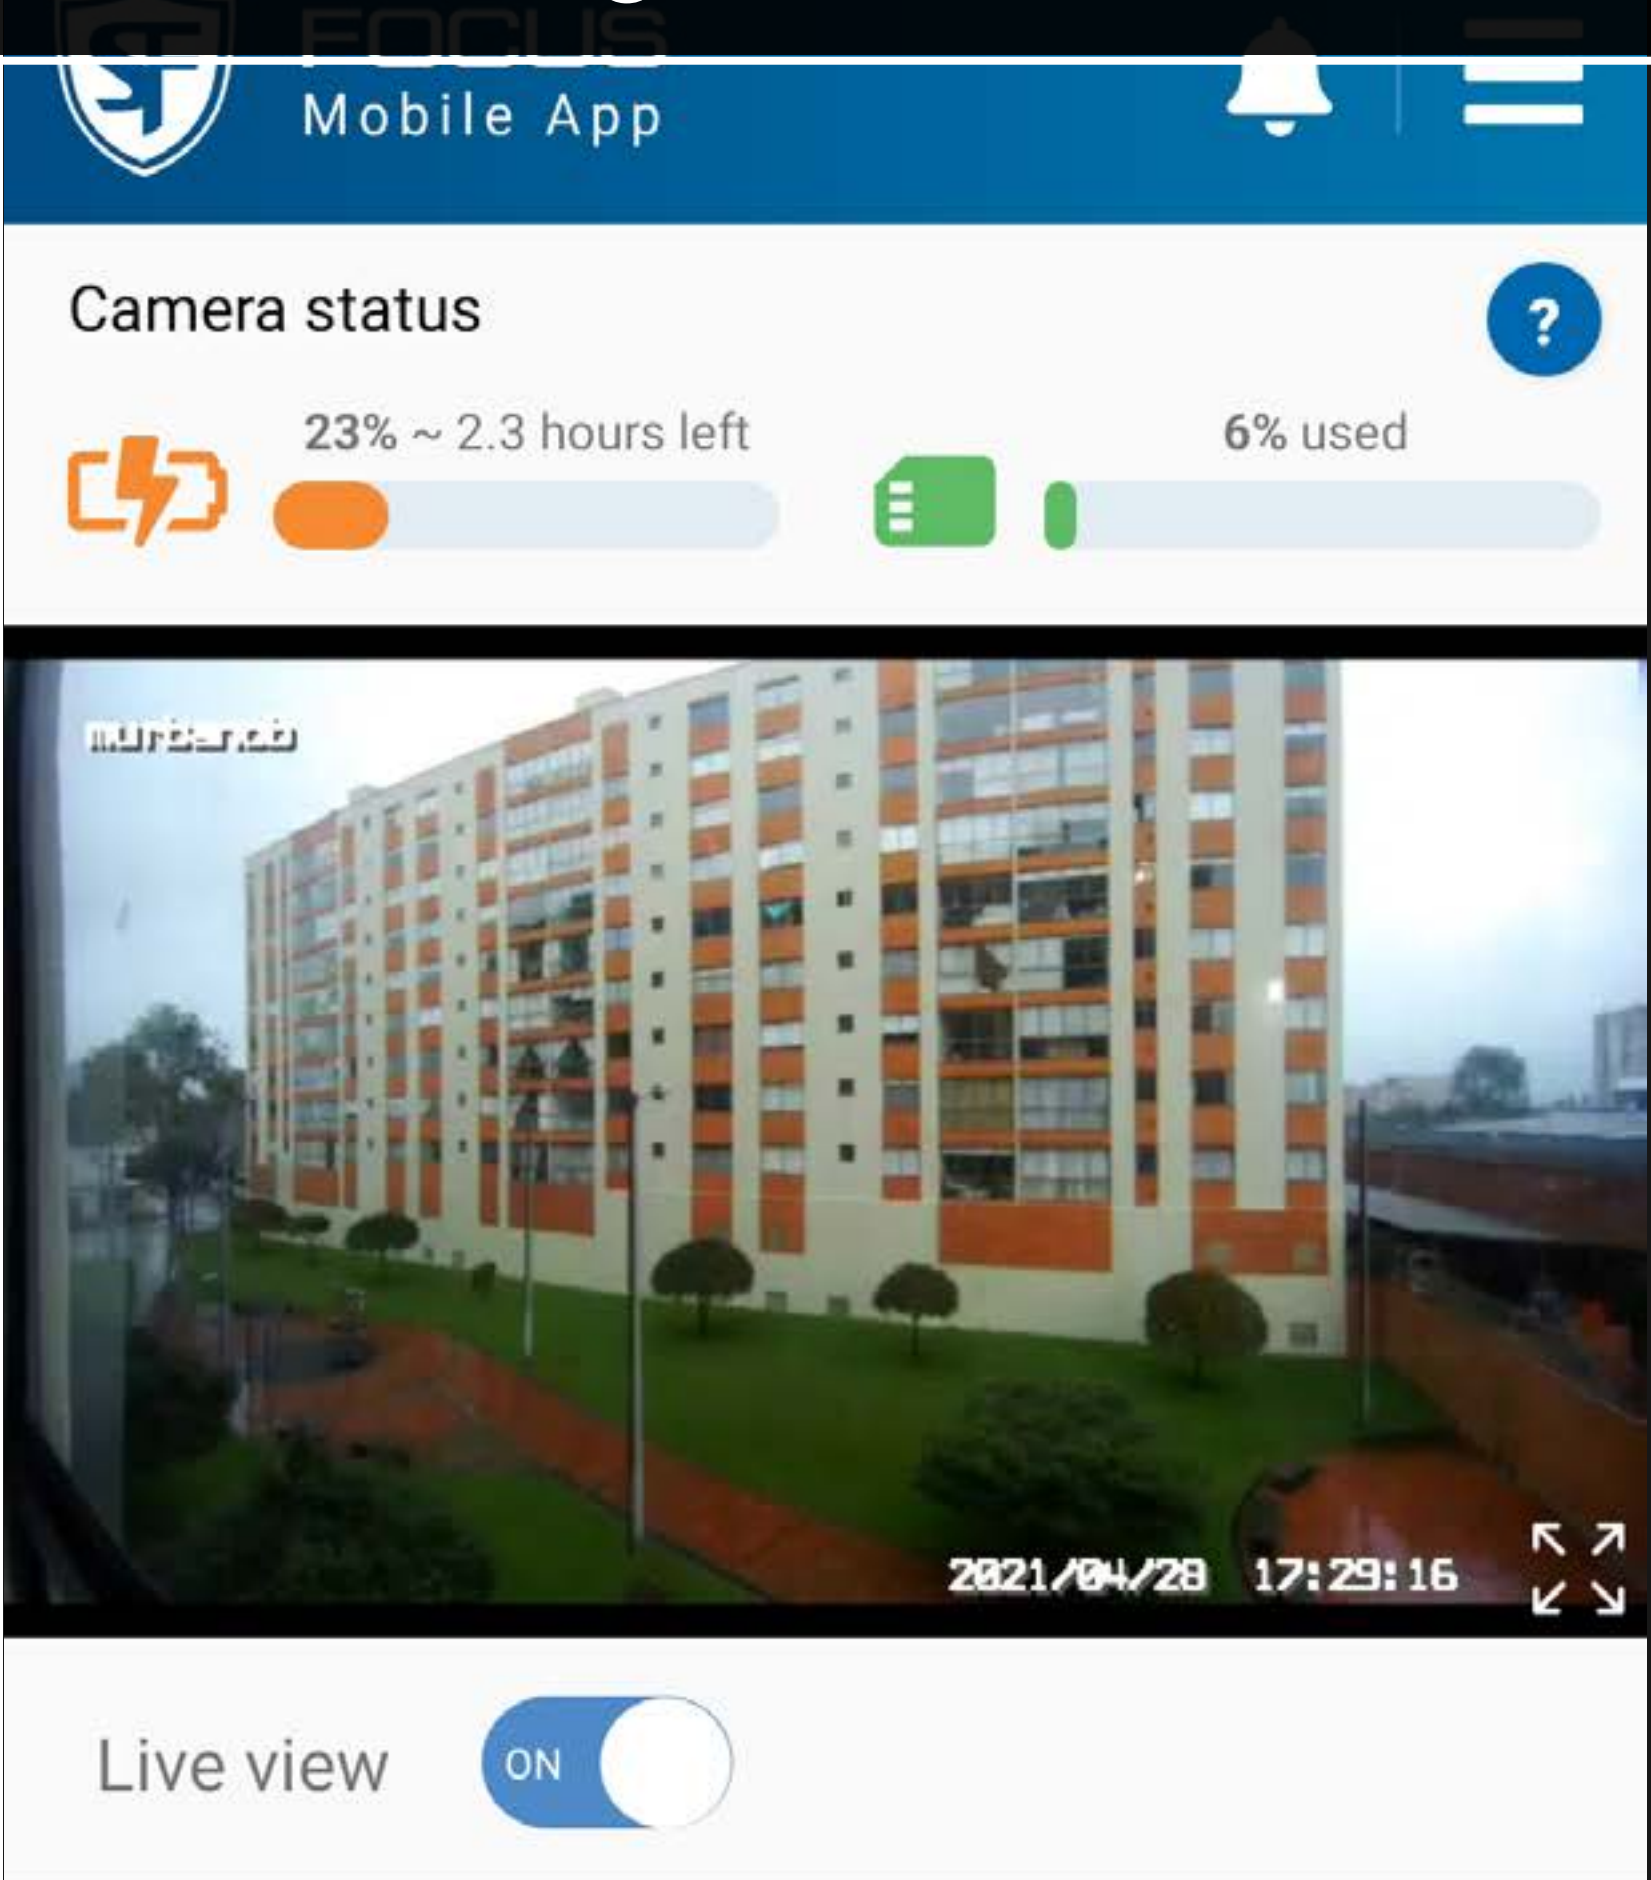 FOCUS
Mobile App
Camera status
?
23% ~ 2.3 hours left
6% used
2021/04/28 17:29:16
Live view
ON